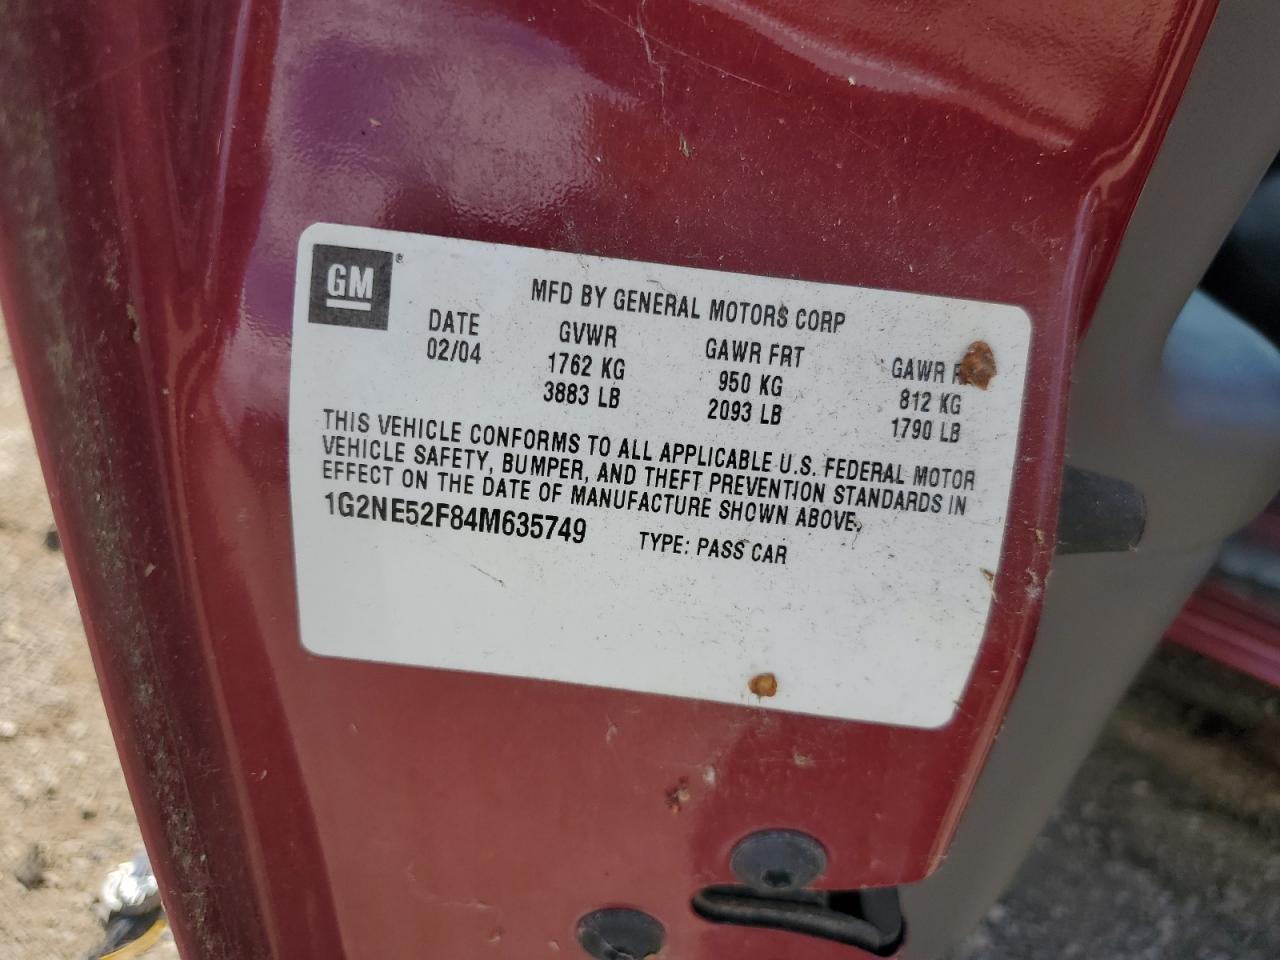 GM ®
MFD BY GENERAL MOTORS CORP
DATE GVWR GAWR FRT GAWR
02/04 1762 KG 950 KG 812 KG
3883 LB 2093 LB 1790 LB
THIS VEHICLE CONFORMS TO ALL APPLICABLE U.S. FEDERAL MOTOR
VEHICLE SAFETY, BUMPER, AND THEFT PREVENTION STANDARDS IN
EFFECT ON THE DATE OF MANUFACTURE SHOWN ABOVE.
1G2NE52F84M635749 TYPE: PASS CAR